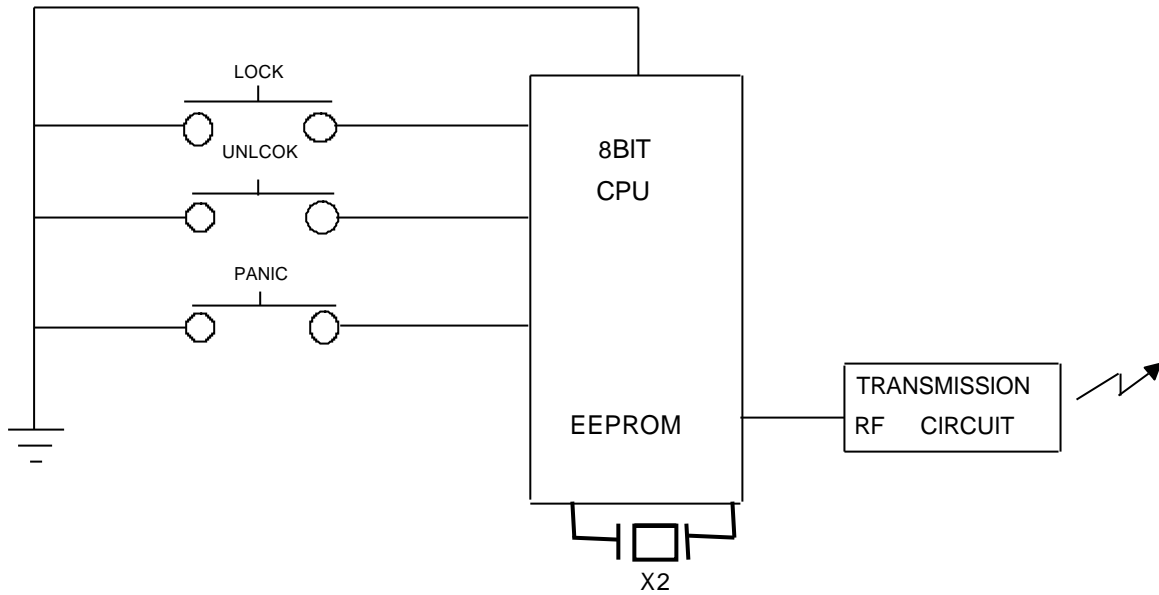 LOCK
UNLCOK
PANIC
8BIT
CPU
EEPROM
TRANSMISSION
RF CIRCUIT
X2